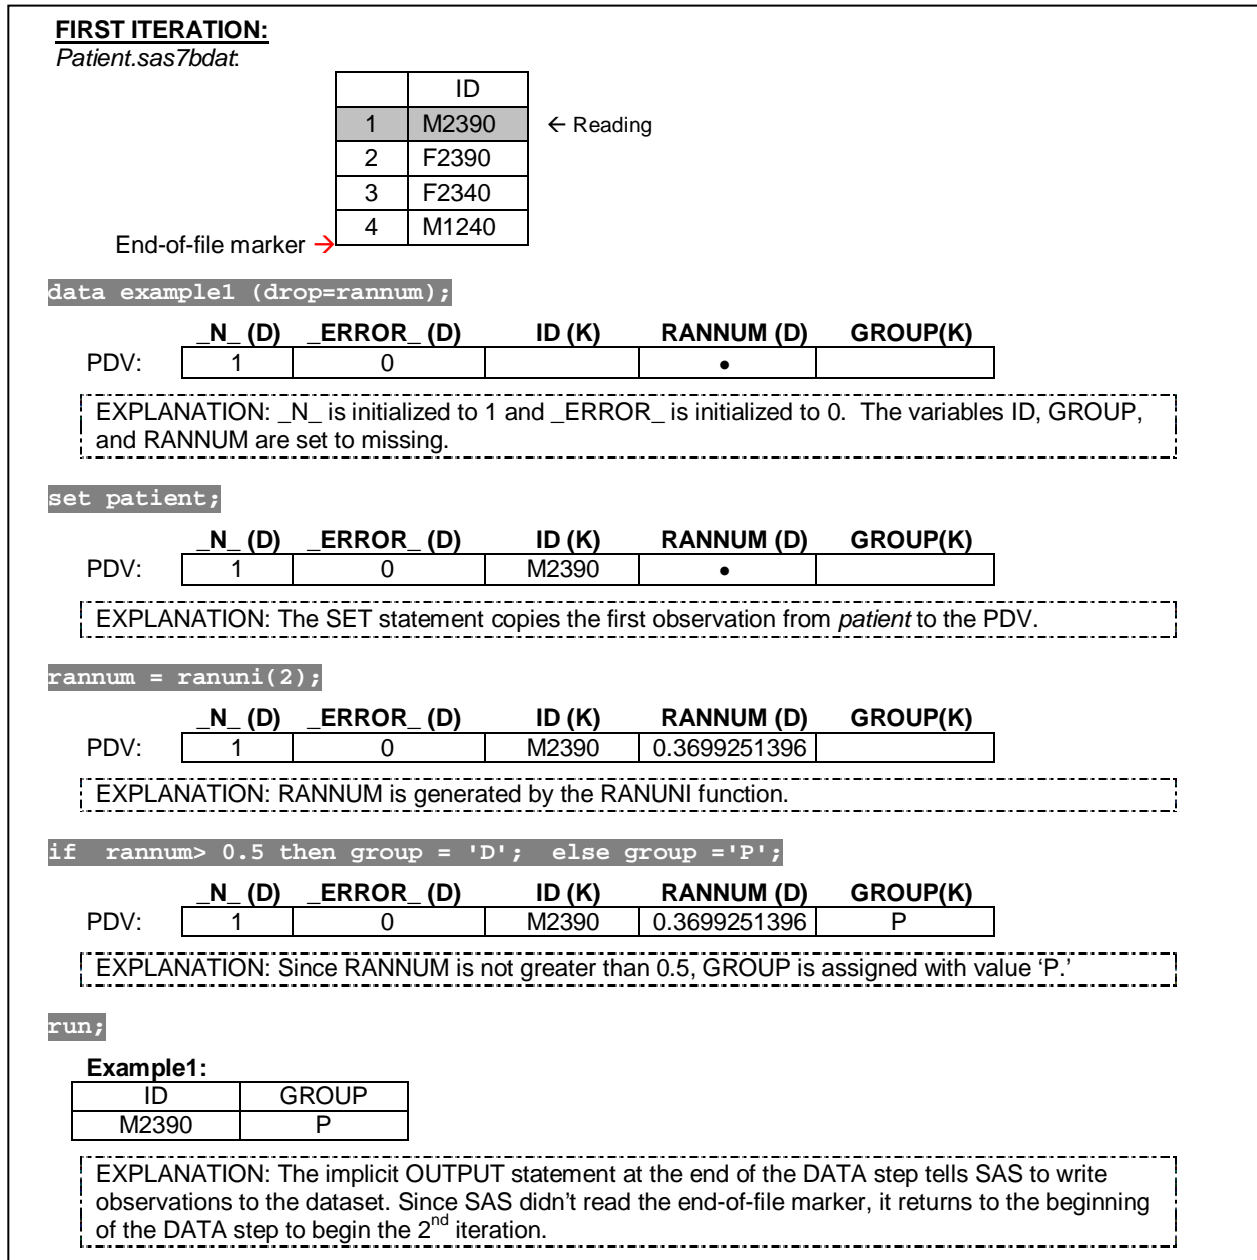 FIRST ITERATION:
Patient.sas7bdat:
ID
1 M2390 ← Reading
2 F2390
3 F2340
4 M1240
End-of-file marker →
data example1 (drop=rannum);
_N_ (D) _ERROR_ (D) ID (K) RANNUM (D) GROUP(K)
PDV: 1 0 •
EXPLANATION: _N_ is initialized to 1 and _ERROR_ is initialized to 0. The variables ID, GROUP,
and RANNUM are set to missing.
set patient;
_N_ (D) _ERROR_ (D) ID (K) RANNUM (D) GROUP(K)
PDV: 1 0 M2390 •
EXPLANATION: The SET statement copies the first observation from patient to the PDV.
rannum = ranuni(2);
_N_ (D) _ERROR_ (D) ID (K) RANNUM (D) GROUP(K)
PDV: 1 0 M2390 0.3699251396
EXPLANATION: RANNUM is generated by the RANUNI function.
if rannum> 0.5 then group = 'D'; else group ='P';
_N_ (D) _ERROR_ (D) ID (K) RANNUM (D) GROUP(K)
PDV: 1 0 M2390 0.3699251396 P
EXPLANATION: Since RANNUM is not greater than 0.5, GROUP is assigned with value ‘P.’
run;
Example1:
ID GROUP
M2390 P
EXPLANATION: The implicit OUTPUT statement at the end of the DATA step tells SAS to write
observations to the dataset. Since SAS didn’t read the end-of-file marker, it returns to the beginning
of the DATA step to begin the 2nd iteration.